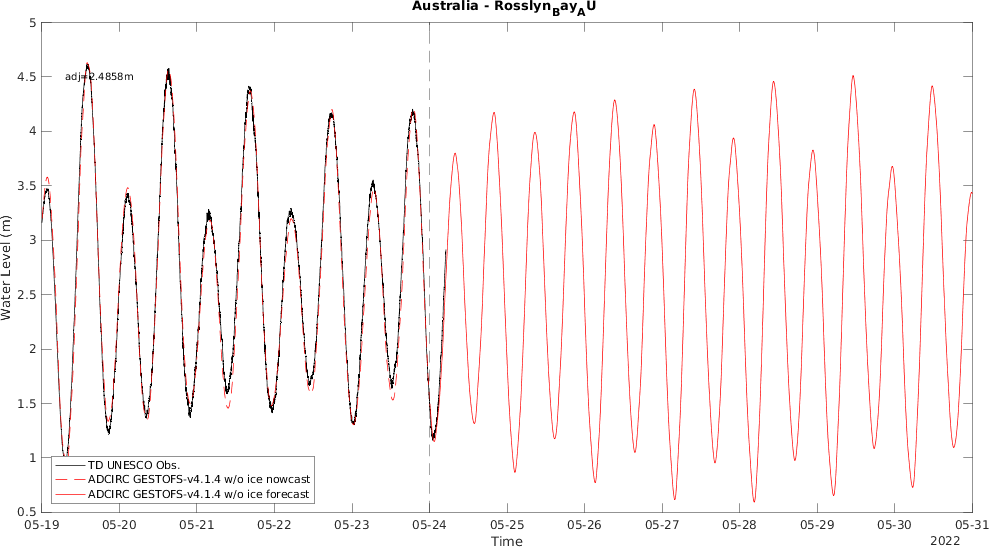 Australia - Rosslyn_Bay_AU
5
4.5
4
3.5
3
2.5
2
1.5
1
0.5
Water Level (m)
adj=2.4858m
TD UNESCO Obs.
ADCIRC GESTOFS-v4.1.4 w/o ice nowcast
ADCIRC GESTOFS-v4.1.4 w/o ice forecast
05-19 05-20 05-21 05-22 05-23 05-24 05-25 05-26 05-27 05-28 05-29 05-30 05-31
Time
2022